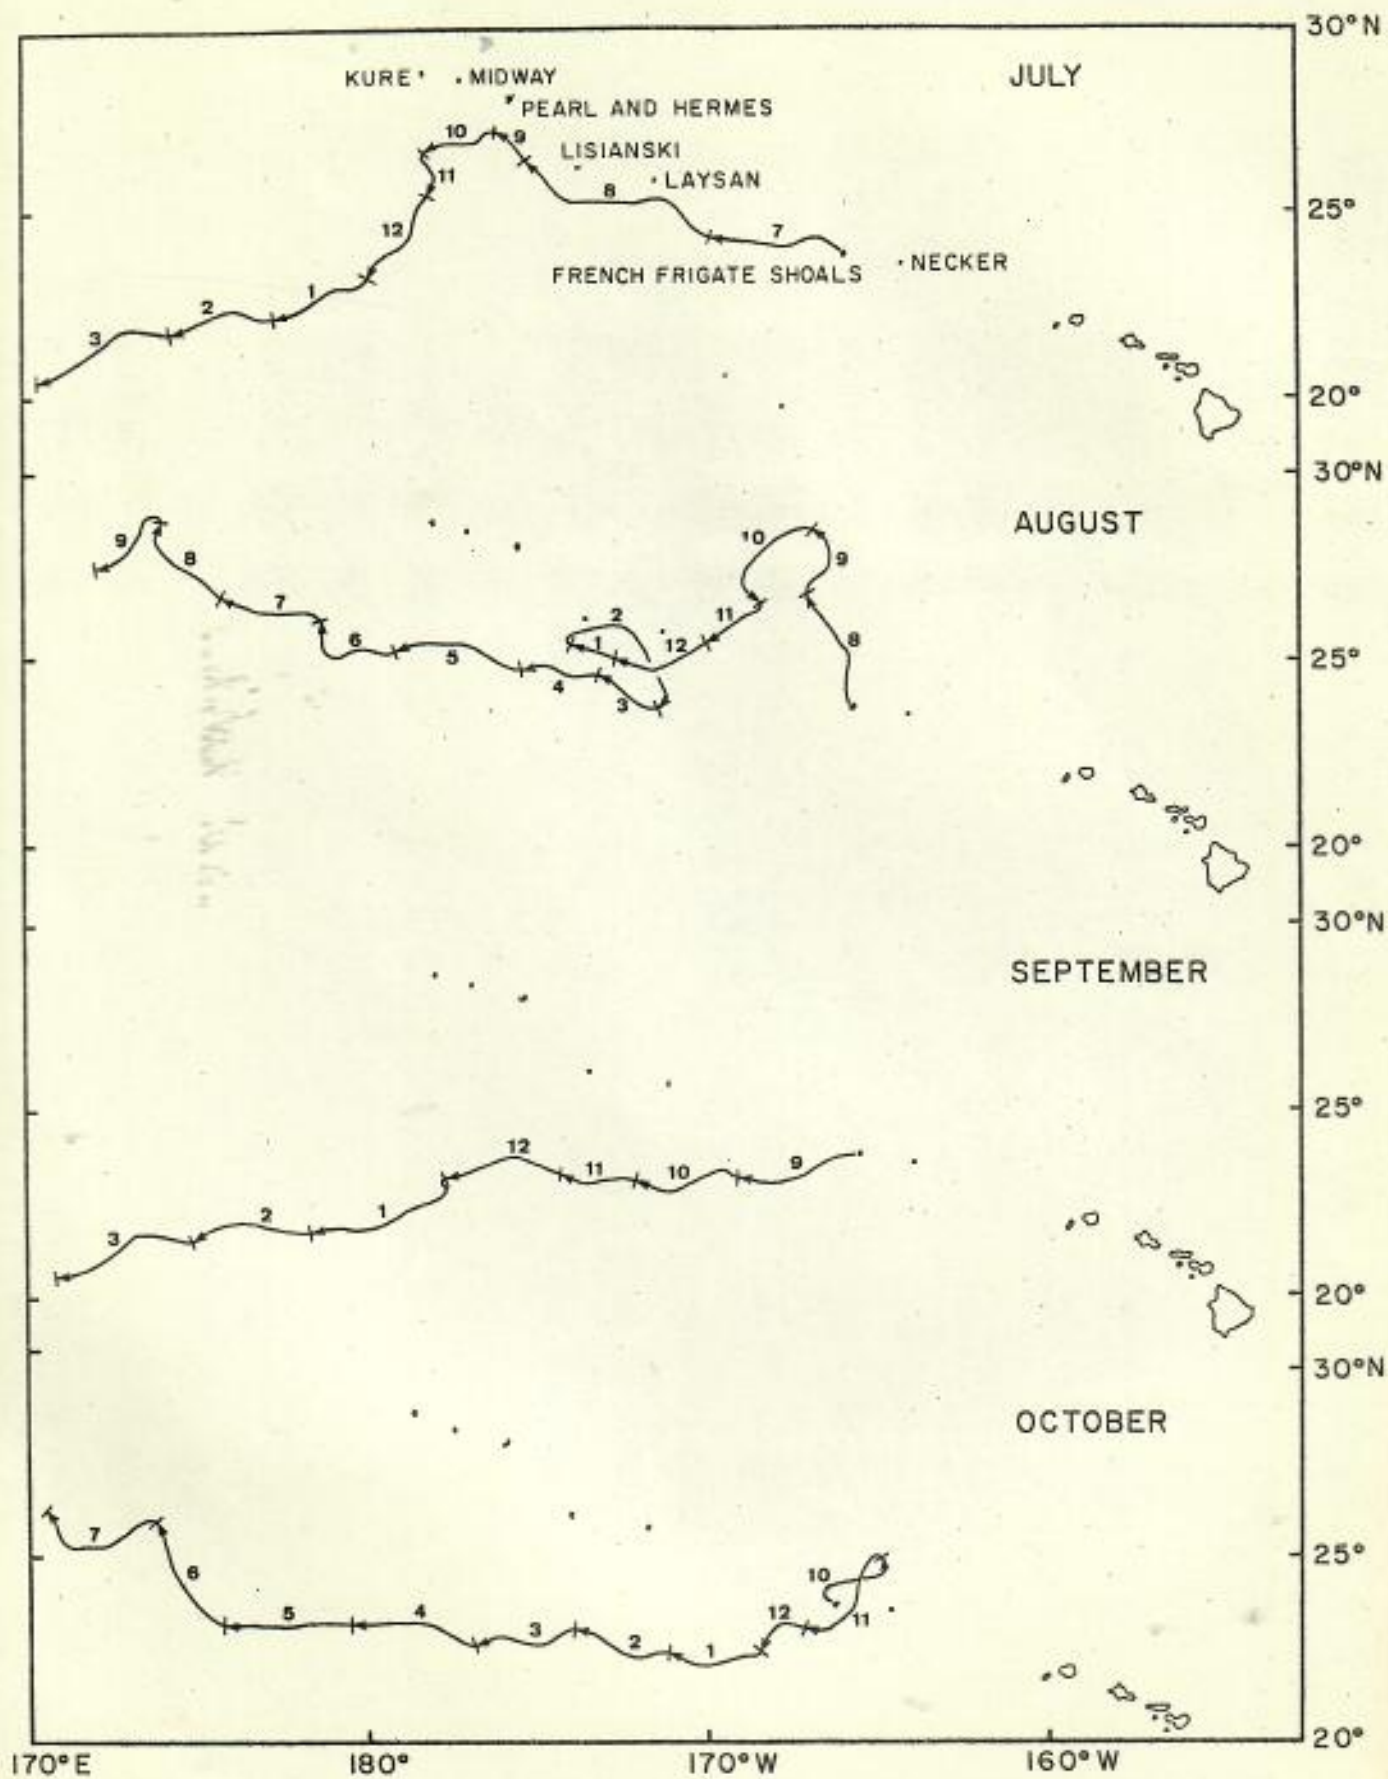 30°N
JULY
KURE
MIDWAY
PEARL AND HERMES
10
9
LISIANSKI
11
LAYSAN
8
25°
12
7
NECKER
FRENCH FRIGATE SHOALS
1
2
3
20°
30°N
AUGUST
10
9
9
8
7
2
11
1
12
8
6
5
25°
4
3
20°
30°N
SEPTEMBER
25°
12
11
10
9
2
1
3
20°
30°N
OCTOBER
7
25°
6
10
5
4
3
2
1
12
11
20°
170°E
180°
170°W
160°W